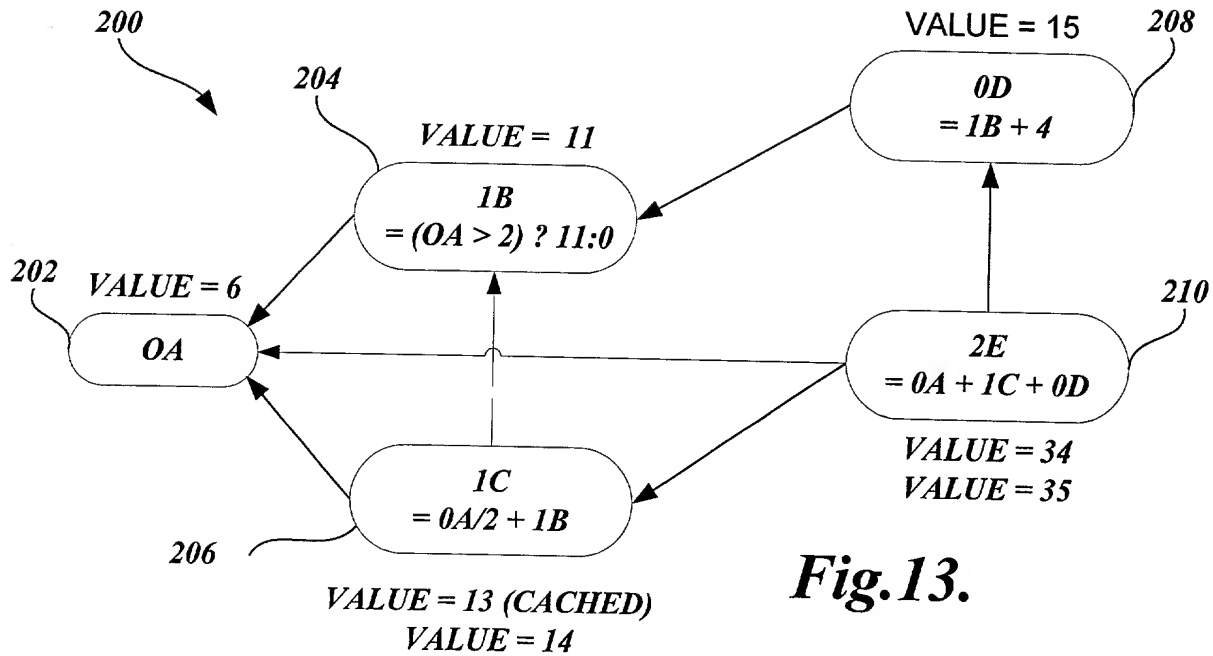 200
204
VALUE = 11
1B
= (OA > 2) ? 11:0
VALUE = 15
208
0D
= 1B + 4
202
VALUE = 6
OA
210
2E
= 0A + 1C + 0D
VALUE = 34
VALUE = 35
1C
= 0A/2 + 1B
206
VALUE = 13 (CACHED)
VALUE = 14
Fig.13.